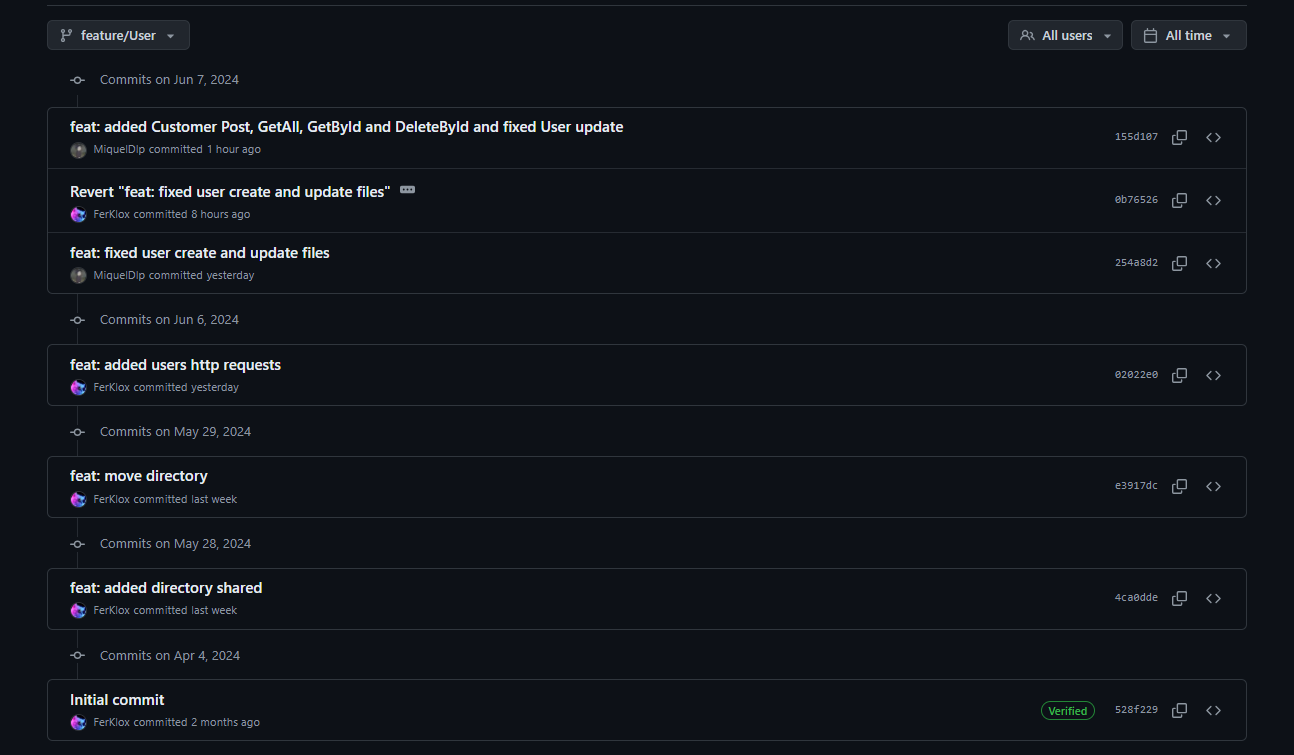 feature/User
All users
All time
Commits on Jun 7, 2024
feat: added Customer Post, GetAll, GetById and DeleteById and fixed User update
MiquelDlp committed 1 hour ago
155d107
Revert "feat: fixed user create and update files"
FerKlox committed 8 hours ago
0b76526
feat: fixed user create and update files
MiquelDlp committed yesterday
254a8d2
Commits on Jun 6, 2024
feat: added users http requests
FerKlox committed yesterday
02022e0
Commits on May 29, 2024
feat: move directory
FerKlox committed last week
e3917dc
Commits on May 28, 2024
feat: added directory shared
FerKlox committed last week
4ca0dde
Commits on Apr 4, 2024
Initial commit
FerKlox committed 2 months ago
Verified
528f229